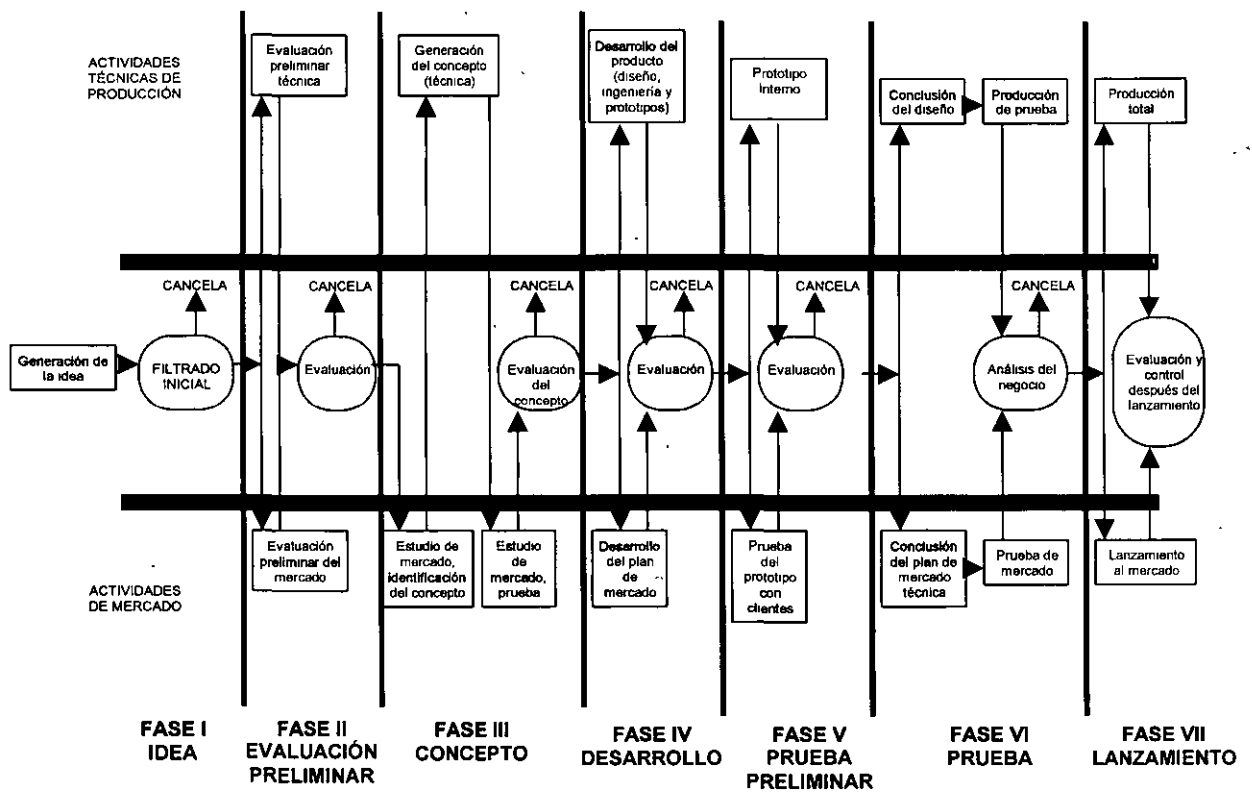 ACTIVIDADES
TÉCNICAS DE
PRODUCCIÓN
Evaluación
preliminar
técnica
Generación
del concepto
(técnica)
Desarrollo del
producto
(diseño,
ingeniería y
prototipos)
Prototipo
Interno
Conclusión
del diseño
Producción
de prueba
Producción
total
CANCELA
CANCELA
CANCELA
CANCELA
CANCELA
CANCELA
Generación de
la idea
FILTRADO
INICIAL
Evaluación
Evaluación
del
concepto
Evaluación
Evaluación
Análisis del
negocio
Evaluación y
control
después del
lanzamiento
ACTIVIDADES
DE MERCADO
Evaluación
preliminar del
mercado
Estudio de
mercado,
identificación
del concepto
Estudio
de
mercado,
prueba
Desarrollo
del plan de
mercado
Prueba
del
prototipo
con
clientes
Conclusión
del plan de
mercado
técnica
Prueba de
mercado
Lanzamiento
al mercado
FASE I
IDEA
FASE II
EVALUACIÓN
PRELIMINAR
FASE III
CONCEPTO
FASE IV
DESARROLLO
FASE V
PRUEBA
PRELIMINAR
FASE VI
PRUEBA
FASE VII
LANZAMIENTO